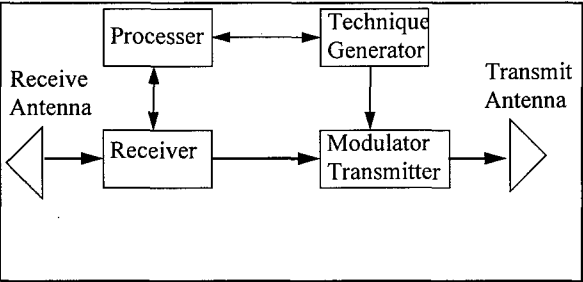 Processer
Technique
Generator
Receive
Antenna
Transmit
Antenna
Receiver
Modulator
Transmitter